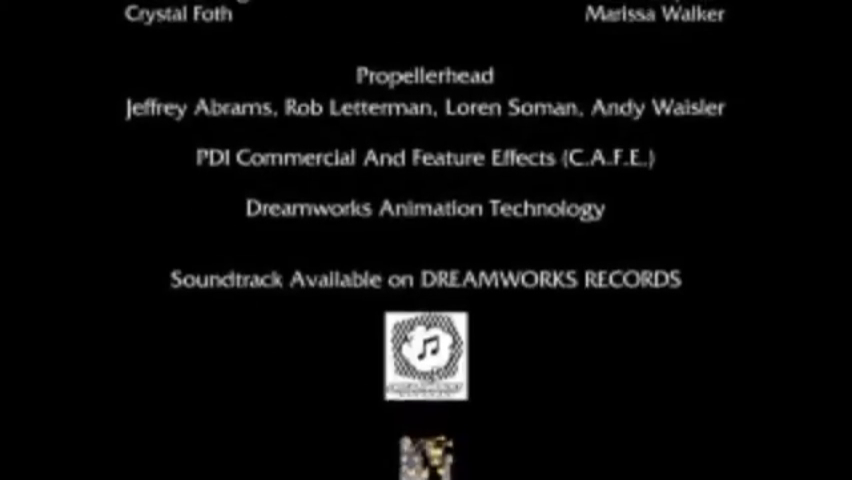 Crystal Foth Marissa Walker
Propellerhead
Jeffrey Abrams, Rob Letterman, Loren Soman, Andy Waisler
PDI Commercial And Feature Effects (C.A.F.E.)
Dreamworks Animation Technology
Soundtrack Available on DREAMWORKS RECORDS